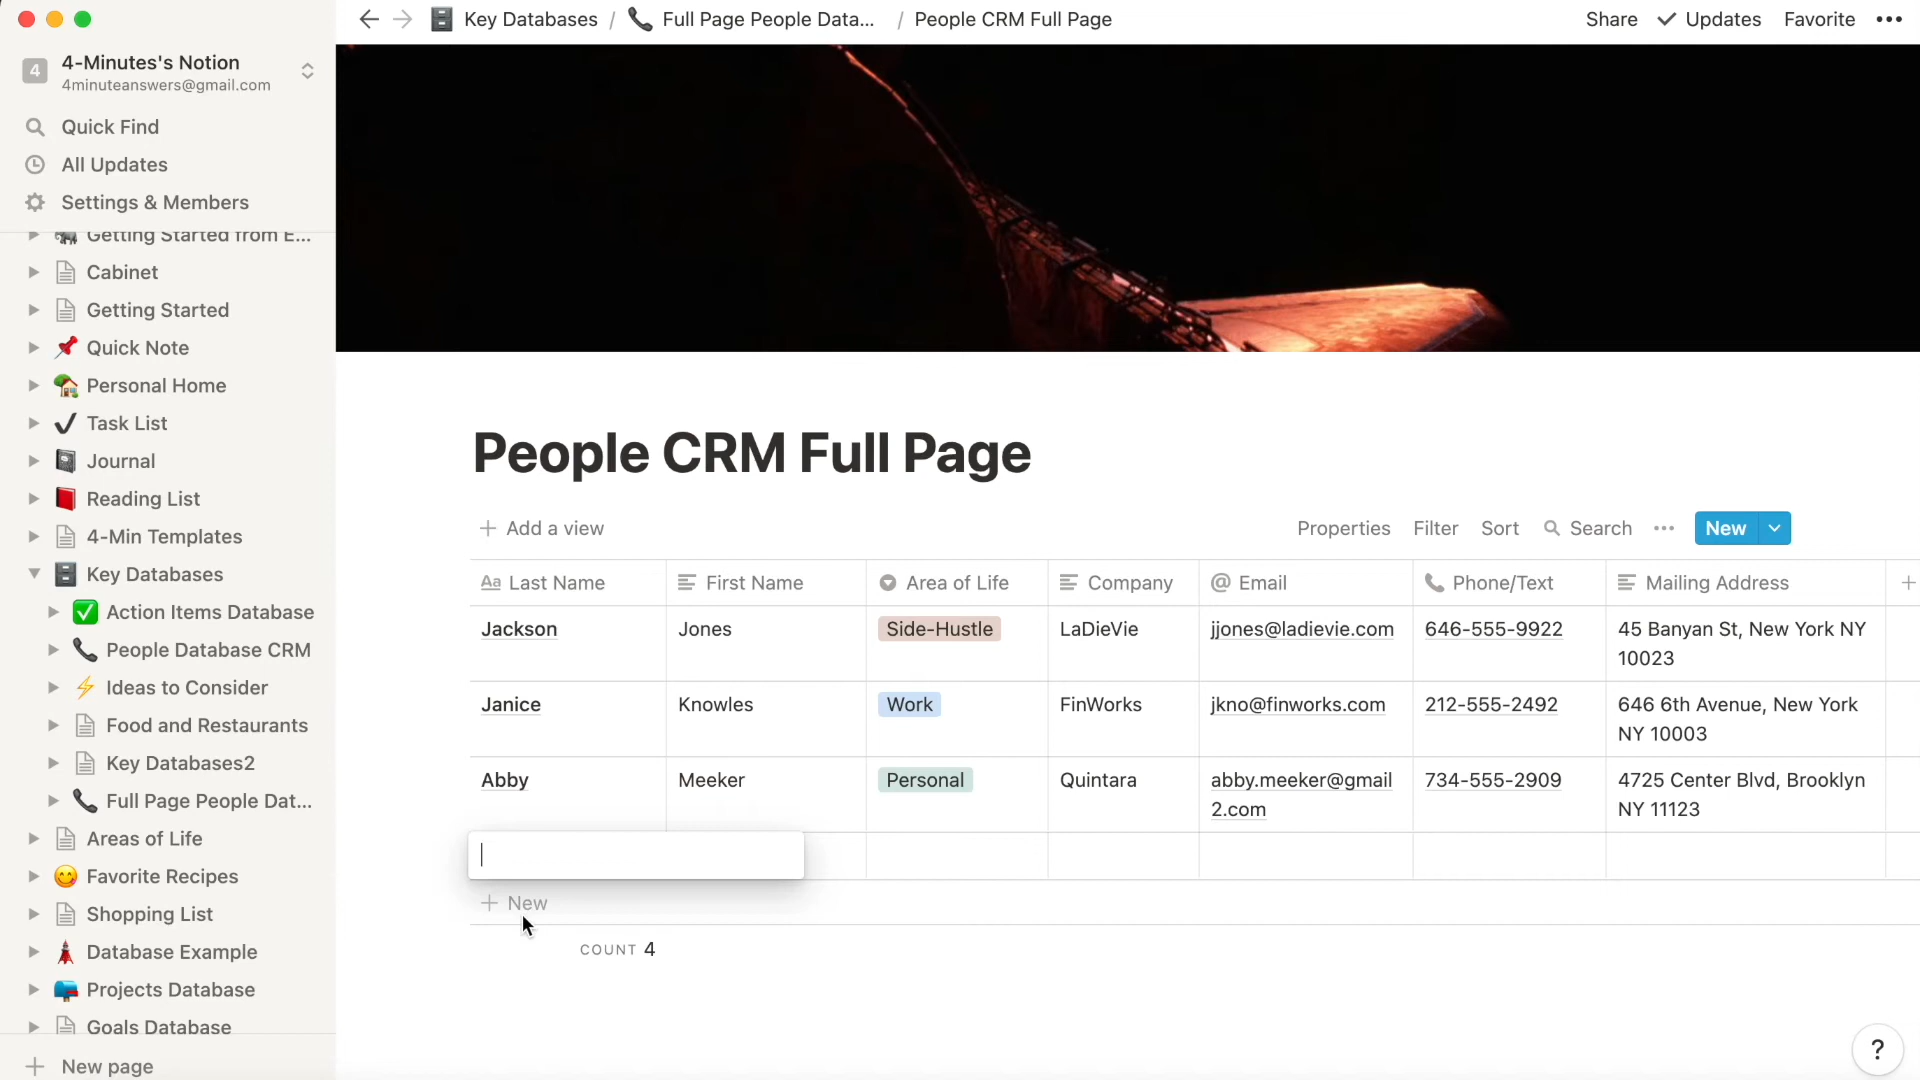 Key Databases / Full Page People Data... / People CRM Full Page
Share Updates Favorite •••
4 4-Minutes's Notion
4minuteanswers@gmail.com
Quick Find
All Updates
Settings & Members
Getting Started from E...
Cabinet
Getting Started
Quick Note
Personal Home
Task List
Journal
Reading List
4-Min Templates
Key Databases
Action Items Database
People Database CRM
Ideas to Consider
Food and Restaurants
Key Databases2
Full Page People Dat...
Areas of Life
Favorite Recipes
Shopping List
Database Example
Projects Database
Goals Database
+ New page
People CRM Full Page
+ Add a view
Properties Filter Sort Search ••• New
Aa Last Name First Name Area of Life Company @ Email Phone/Text Mailing Address +
Jackson Jones Side-Hustle LaDieVie jjones@ladievie.com 646-555-9922 45 Banyan St, New York NY
10023
Janice Knowles Work FinWorks jkno@finworks.com 212-555-2492 646 6th Avenue, New York
NY 10003
Abby Meeker Personal Quintara abby.meeker@gmail 734-555-2909 4725 Center Blvd, Brooklyn
2.com NY 11123
+ New
COUNT 4
?